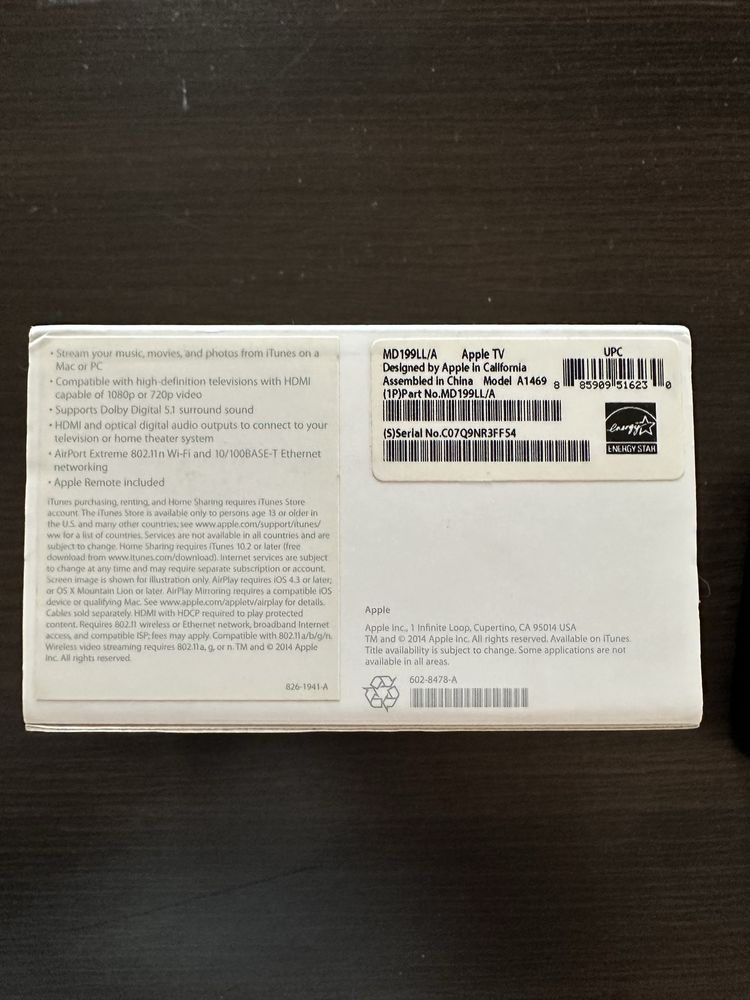 • Stream your music, movies, and photos from iTunes on a
Mac or PC
• Compatible with high-definition televisions with HDMI
capable of 1080p or 720p video
• Supports Dolby Digital 5.1 surround sound
• HDMI and optical digital audio outputs to connect to your
television or home theater system
• AirPort Extreme 802.11n Wi-Fi and 10/100BASE-T Ethernet
networking
• Apple Remote included
iTunes purchasing, renting, and Home Sharing requires iTunes Store
account. The iTunes Store is available only to persons age 13 or older in
the U.S. and many other countries; see www.apple.com/support/itunes/
ww for a list of countries. Services are not available in all countries and are
subject to change. Home Sharing requires iTunes 10.2 or later (free
download from www.itunes.com/download). Internet services are subject
to change at any time and may require separate subscription or account.
Screen image is shown for illustration only. AirPlay requires iOS 4.3 or later;
or OS X Mountain Lion or later. AirPlay Mirroring requires a compatible iOS
device or qualifying Mac. See www.apple.com/appletv/airplay for details.
Cables sold separately. HDMI with HDCP required to play protected
content. Requires 802.11 wireless or Ethernet network, broadband Internet
access, and compatible ISP; fees may apply. Compatible with 802.11a/b/g/n.
Wireless video streaming requires 802.11a, g, or n. TM and © 2014 Apple
Inc. All rights reserved.
826-1941-A
MD199LL/A Apple TV
Designed by Apple in California
Assembled in China Model A1469
(1P)Part No.MD199LL/A
(S)Serial No.C07Q9NR3FF54
UPC
8 85909 51623 0
energy
ENERGY STAR
Apple
Apple Inc., 1 Infinite Loop, Cupertino, CA 95014 USA
TM and © 2014 Apple Inc. All rights reserved. Available on iTunes.
Title availability is subject to change. Some applications are not
available in all areas.
602-8478-A